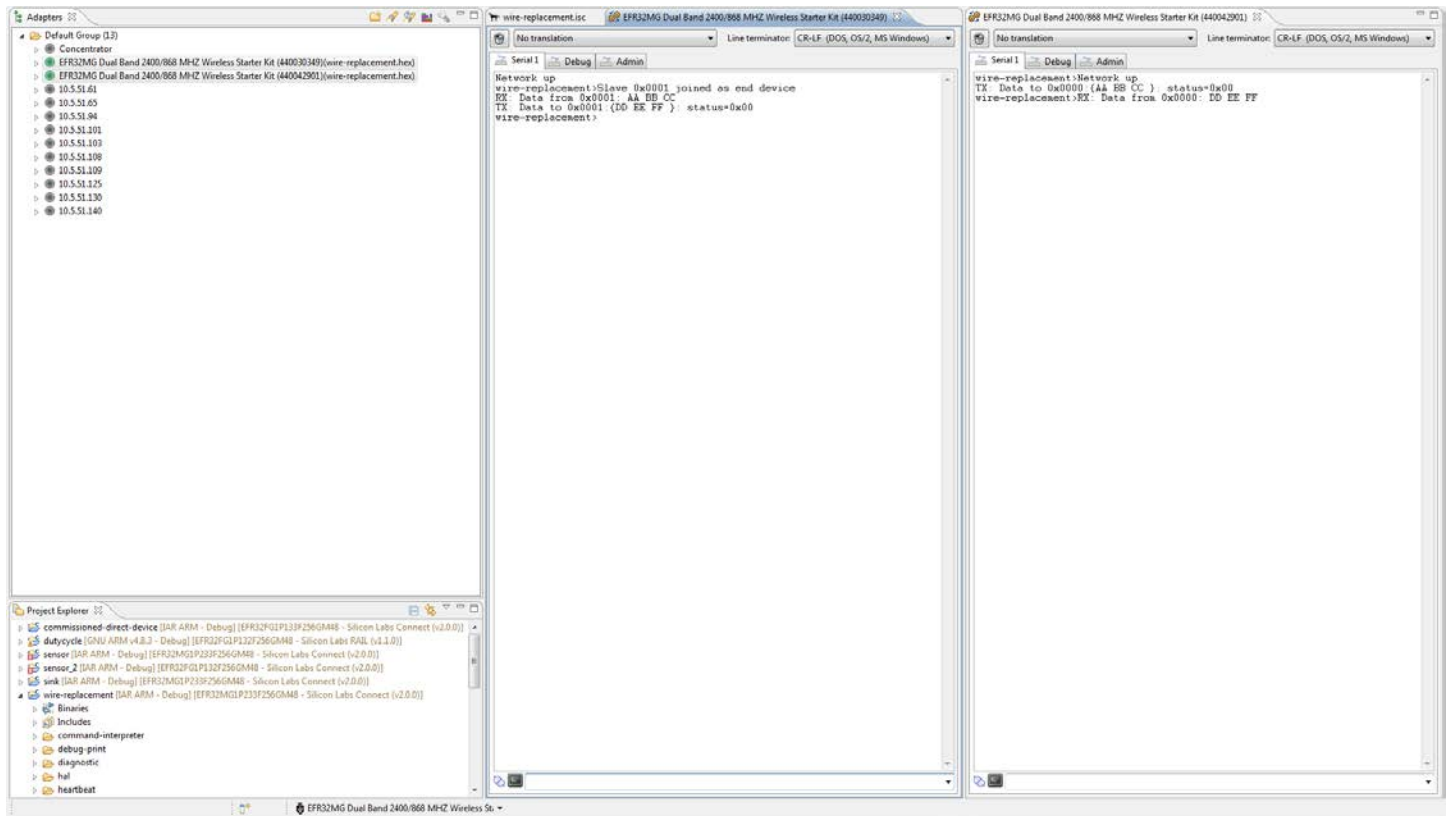 Adapters
Default Group (13)
Concentrator
EFR32MG Dual Band 2400/868 MHZ Wireless Starter Kit (440030349)(wire-replacement.hex)
EFR32MG Dual Band 2400/868 MHZ Wireless Starter Kit (440042901)(wire-replacement.hex)
10.5.51.61
10.5.51.65
10.5.51.94
10.5.51.101
10.5.51.103
10.5.51.108
10.5.51.109
10.5.51.125
10.5.51.130
10.5.51.140
Project Explorer
commissioned-direct-device [IAR ARM - Debug] [EFR32FG1P133F256GM48 - Silicon Labs Connect (v2.0.0)]
dutycycle [GNU ARM v4.8.3 - Debug] [EFR32FG1P132F256GM48 - Silicon Labs RAIL (v1.1.0)]
sensor [IAR ARM - Debug] [EFR32MG1P233F256GM48 - Silicon Labs Connect (v2.0.0)]
sensor_2 [IAR ARM - Debug] [EFR32FG1P132F256GM48 - Silicon Labs Connect (v2.0.0)]
sink [IAR ARM - Debug] [EFR32MG1P233F256GM48 - Silicon Labs Connect (v2.0.0)]
wire-replacement [IAR ARM - Debug] [EFR32MG1P233F256GM48 - Silicon Labs Connect (v2.0.0)]
Binaries
Includes
command-interpreter
debug-print
diagnostic
hal
heartbeat
wire-replacement.isc EFR32MG Dual Band 2400/868 MHZ Wireless Starter Kit (440030349)
No translation Line terminator: CR-LF (DOS, OS/2, MS Windows)
Serial 1 Debug Admin
Network up
wire-replacement>Slave 0x0001 joined as end device
RX: Data from 0x0001: AA BB CC
TX: Data to 0x0001:{DD EE FF }: status=0x00
wire-replacement>
EFR32MG Dual Band 2400/868 MHZ Wireless Starter Kit (440042901)
No translation Line terminator: CR-LF (DOS, OS/2, MS Windows)
Serial 1 Debug Admin
wire-replacement>Network up
TX: Data to 0x0000:{AA BB CC }: status=0x00
wire-replacement>RX: Data from 0x0000: DD EE FF
EFR32MG Dual Band 2400/868 MHZ Wireless St